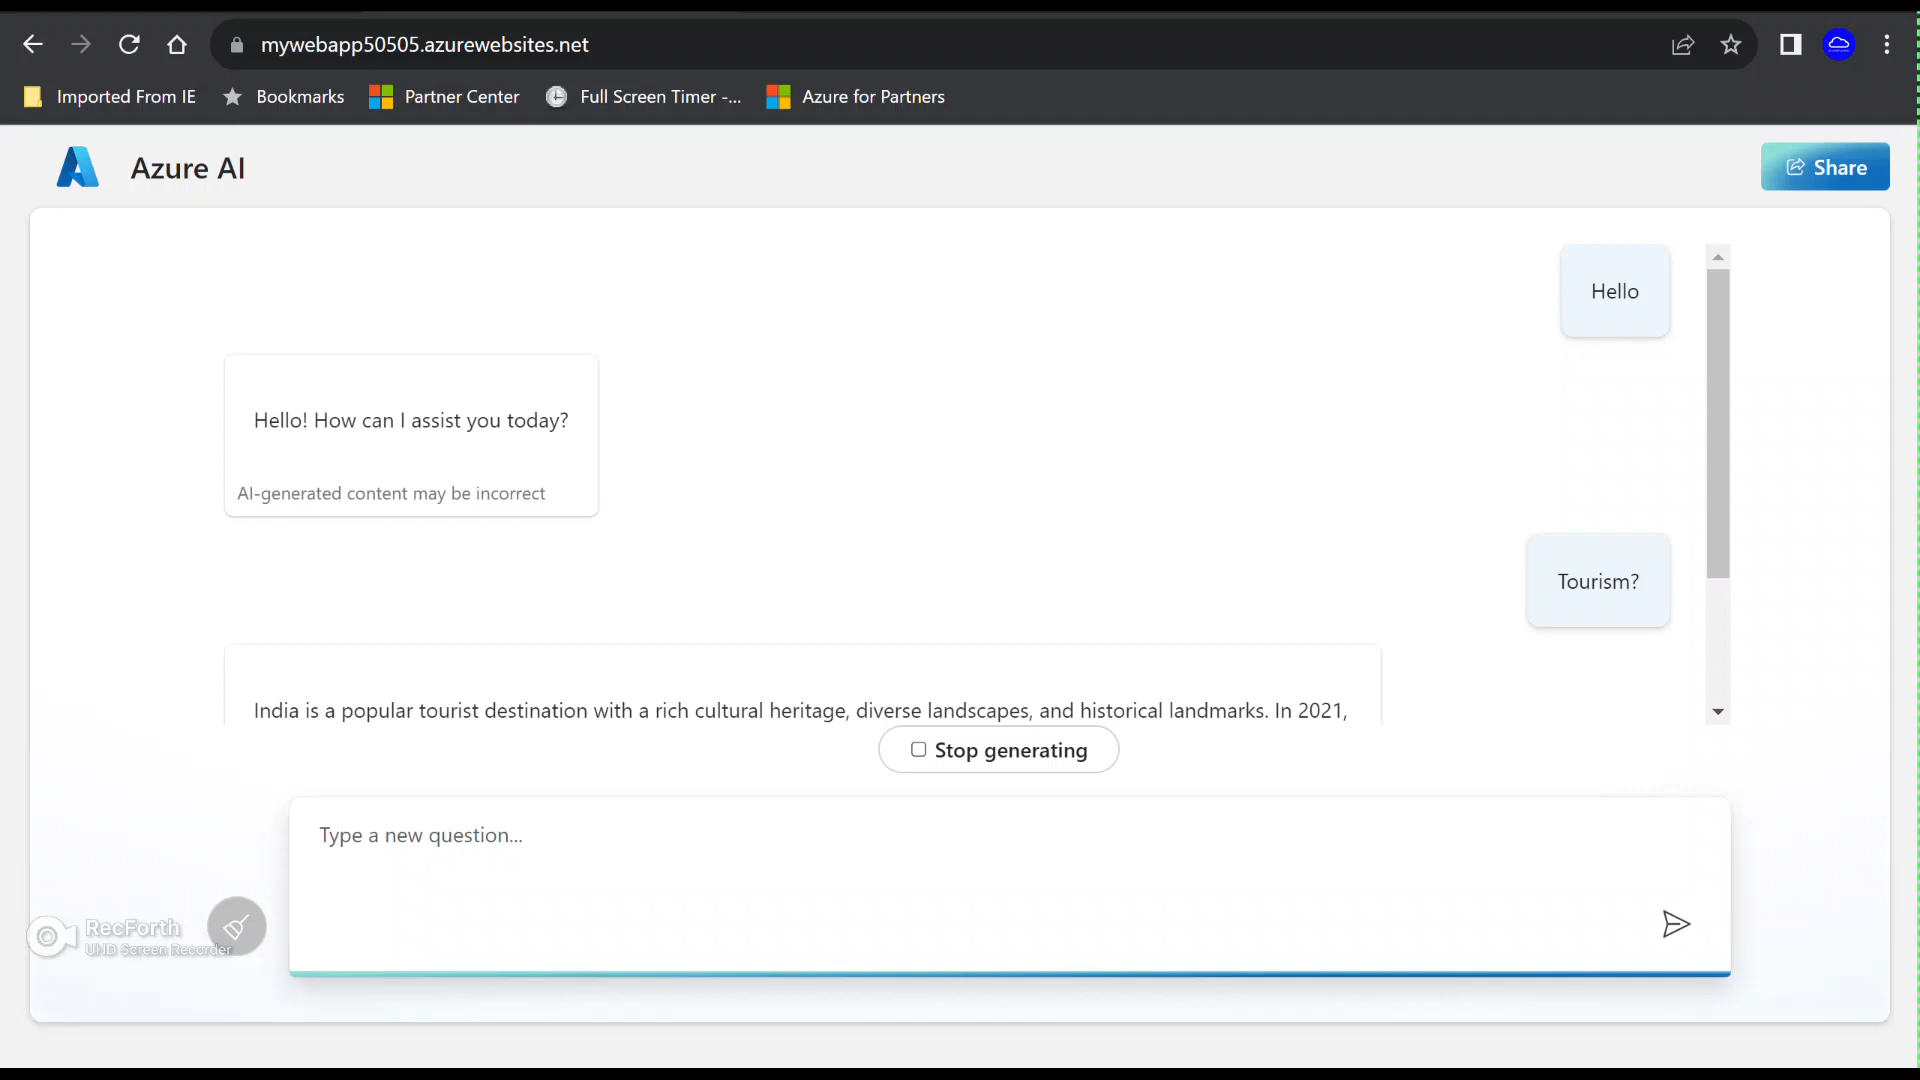 mywebapp50505.azurewebsites.net
Imported From IE
Bookmarks
Partner Center
Full Screen Timer -...
Azure for Partners
Azure AI
Share
Hello
Hello! How can I assist you today?
AI-generated content may be incorrect
Tourism?
India is a popular tourist destination with a rich cultural heritage, diverse landscapes, and historical landmarks. In 2021,
Stop generating
Type a new question...
RecForth
UHD Screen Recorder